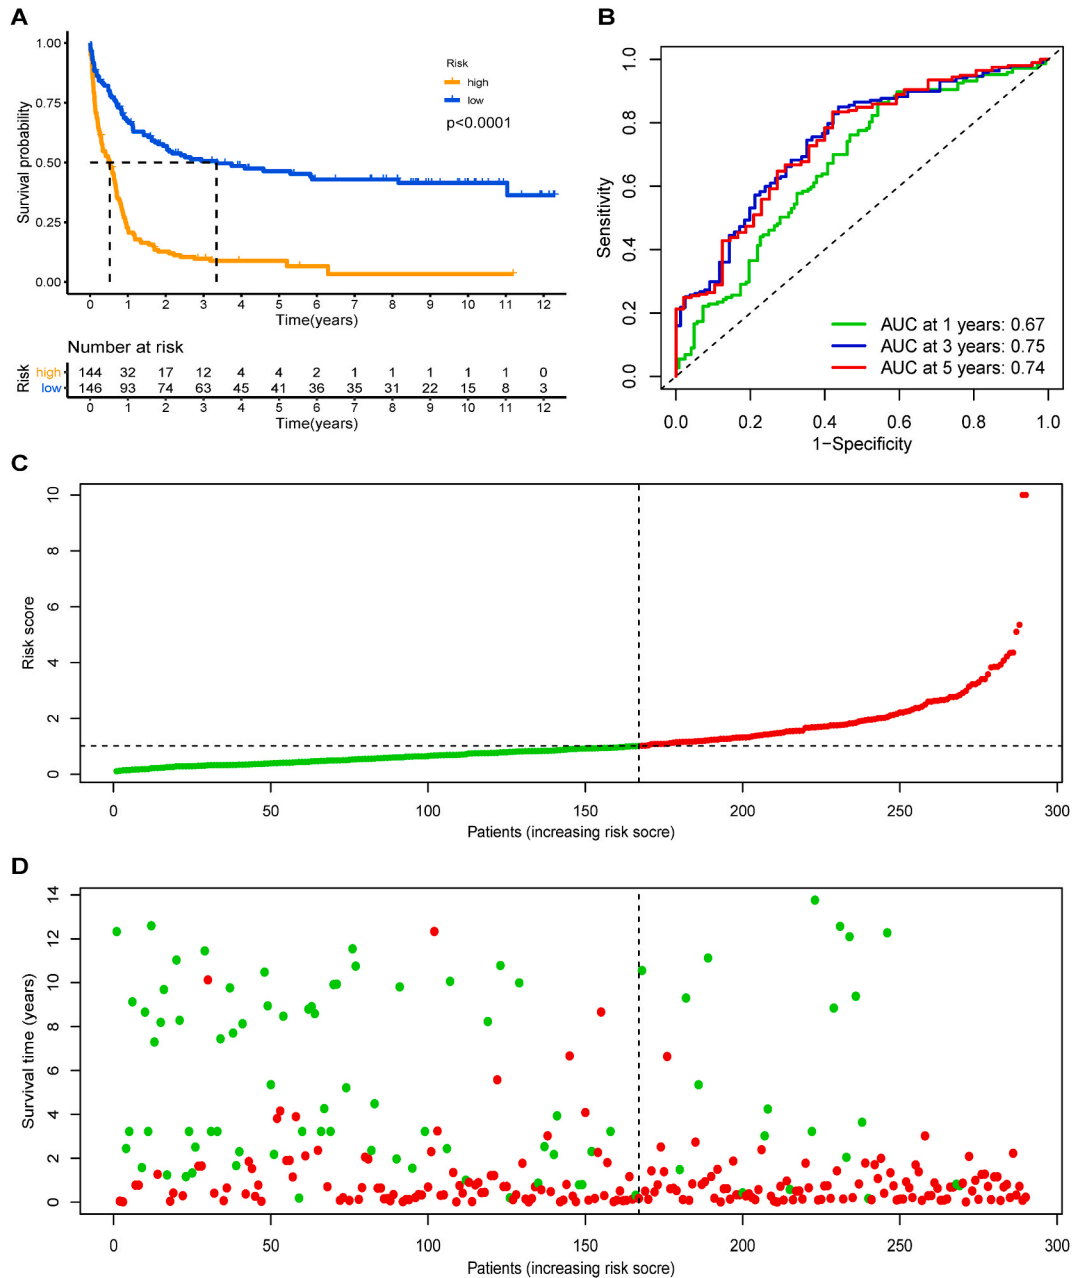 A
1.00
0.75
0.50
0.25
0.00
Survival probability
Risk
high
low
p<0.0001
0 1 2 3 4 5 6 7 8 9 10 11 12
Time(years)
Number at risk
Risk
high 144 32 17 12 4 4 2 1 1 1 1 1 0
low 146 93 74 63 45 41 36 35 31 22 15 8 3
0 1 2 3 4 5 6 7 8 9 10 11 12
Time(years)
B
1.0
0.8
0.6
0.4
0.2
0.0
Sensitivity
AUC at 1 years: 0.67
AUC at 3 years: 0.75
AUC at 5 years: 0.74
0.0 0.2 0.4 0.6 0.8 1.0
1−Specificity
C
10
8
6
4
2
0
Risk score
0 50 100 150 200 250 300
Patients (increasing risk socre)
D
14
12
10
8
6
4
2
0
Survival time (years)
0 50 100 150 200 250 300
Patients (increasing risk socre)